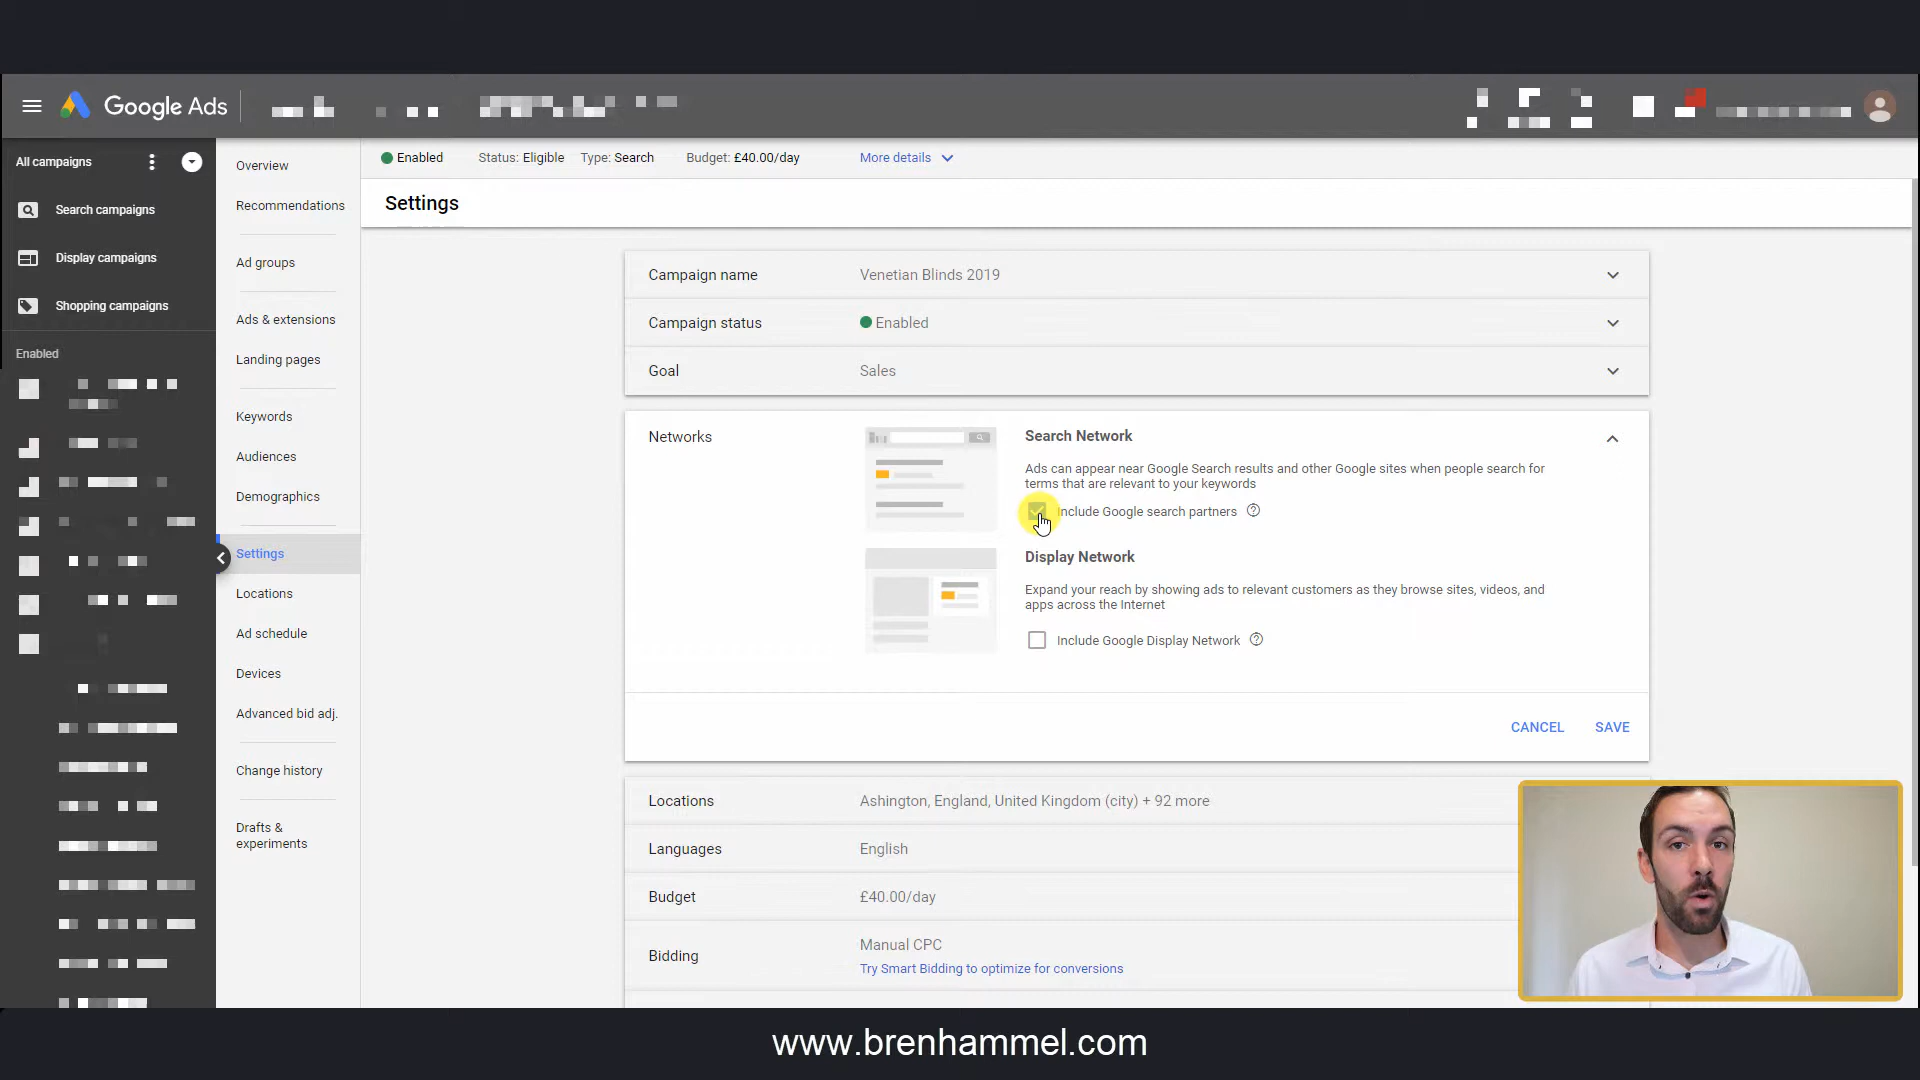 Google Ads
All campaigns
Search campaigns
Display campaigns
Shopping campaigns
Enabled
Overview
Recommendations
Ad groups
Ads & extensions
Landing pages
Keywords
Audiences
Demographics
Settings
Locations
Ad schedule
Devices
Advanced bid adj.
Change history
Drafts &
experiments
Enabled Status: Eligible Type: Search Budget: £40.00/day More details
Settings
Campaign name Venetian Blinds 2019
Campaign status Enabled
Goal Sales
Networks
Search Network
Ads can appear near Google Search results and other Google sites when people search for
terms that are relevant to your keywords
Include Google search partners
Display Network
Expand your reach by showing ads to relevant customers as they browse sites, videos, and
apps across the Internet
Include Google Display Network
CANCEL SAVE
Locations Ashington, England, United Kingdom (city) + 92 more
Languages English
Budget £40.00/day
Bidding
Manual CPC
Try Smart Bidding to optimize for conversions
www.brenhammel.com